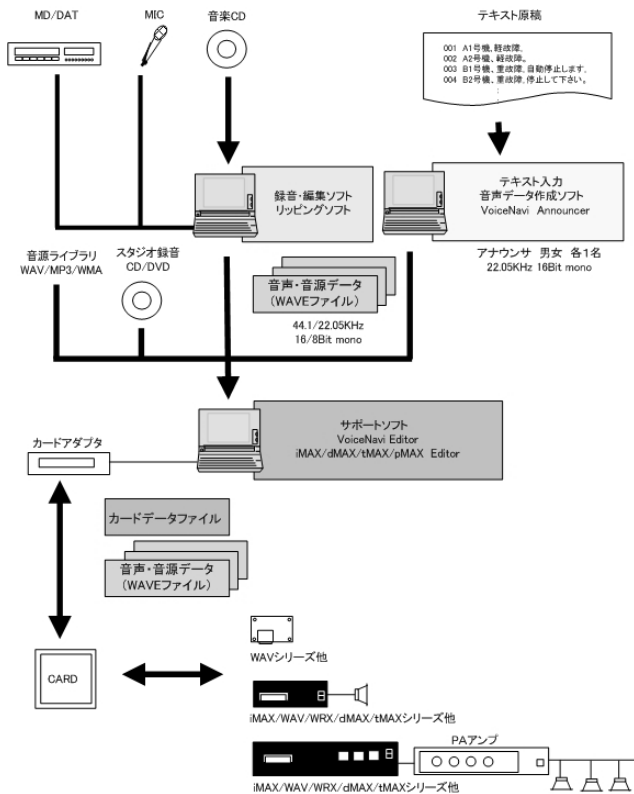 MD/DAT
MIC
音楽CD
テキスト原稿
001 A1号機、軽故障.
002 A2号機、軽故障。
003 B1号機、重故障.自動停止します.
004 B2号機、重故障.停止して下さい。
録音・編集ソフト
リッピングソフト
テキスト入力
音声データ作成ソフト
VoiceNavi Announcer
アナウンサ 男女 各1名
22.05KHz 16Bit mono
音源ライブラリ
WAV/MP3/WMA
スタジオ録音
CD/DVD
音声・音源データ
(WAVEファイル)
44.1/22.05KHz
16/8Bit mono
サポートソフト
VoiceNavi Editor
iMAX/dMAX/tMAX/pMAX Editor
カードアダプタ
カードデータファイル
音声・音源データ
(WAVEファイル)
CARD
WAVシリーズ他
iMAX/WAV/WRX/dMAX/tMAXシリーズ他
PAアンプ
iMAX/WAV/WRX/dMAX/tMAXシリーズ他